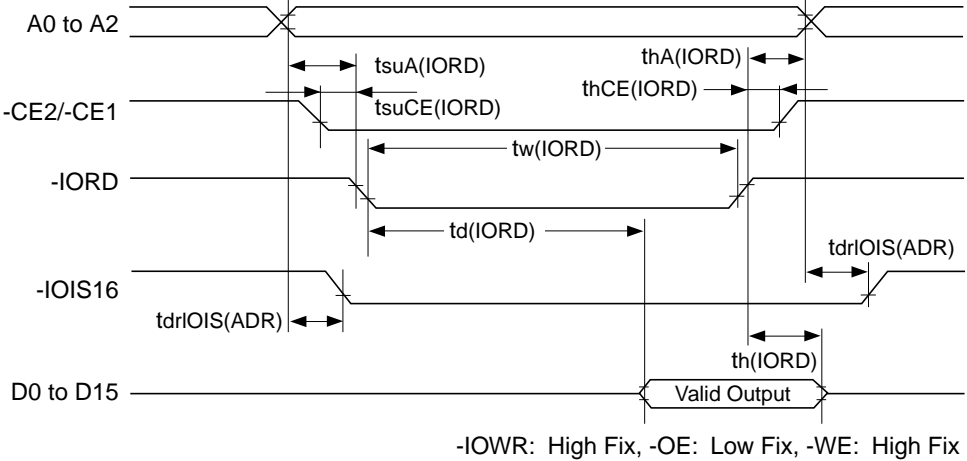 A0 to A2
tsuA(IORD)
thA(IORD)
tsuCE(IORD)
thCE(IORD)
-CE2/-CE1
tw(IORD)
-IORD
td(IORD)
tdrIOIS(ADR)
-IOIS16
tdrIOIS(ADR)
th(IORD)
D0 to D15
Valid Output
-IOWR: High Fix, -OE: Low Fix, -WE: High Fix